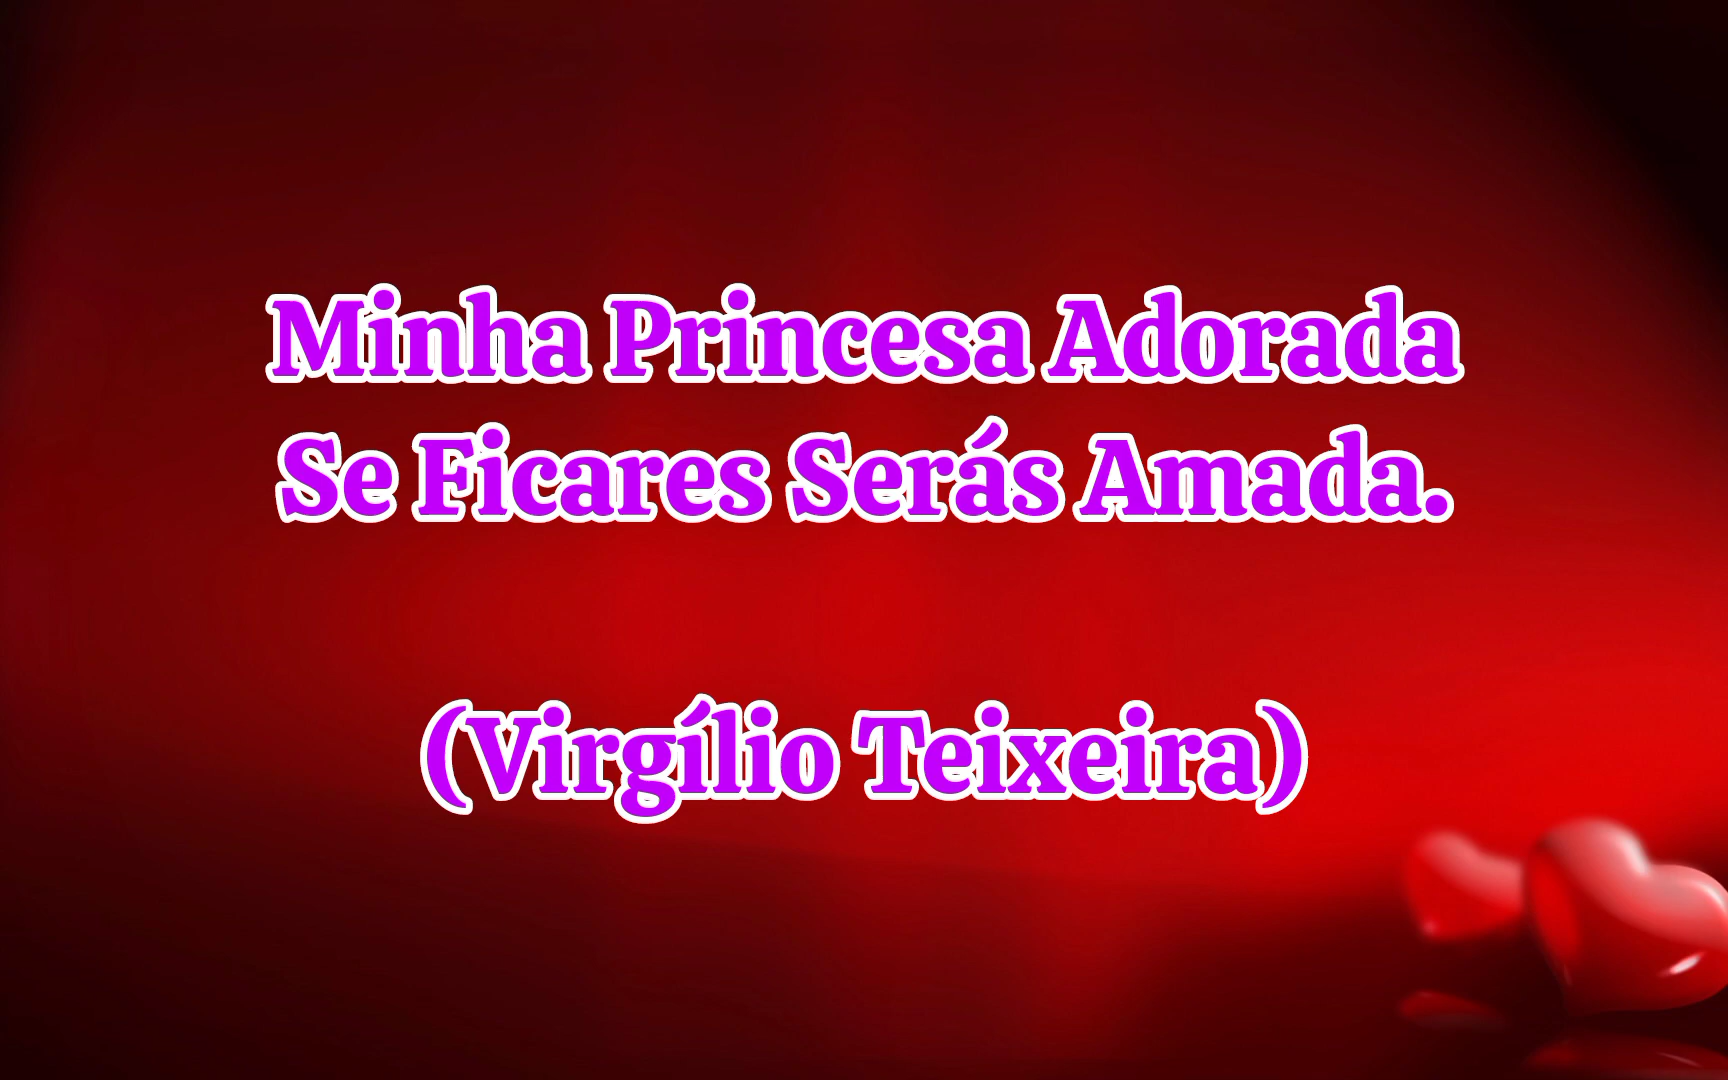 Minha Princesa Adorada
Se Ficares Serás Amada.
(Virgílio Teixeira)